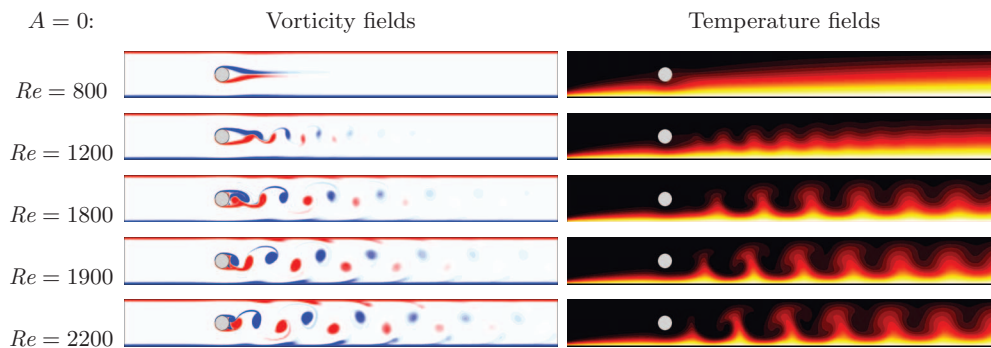 A = 0: Vorticity fields Temperature fields
Re = 800
Re = 1200
Re = 1800
Re = 1900
Re = 2200